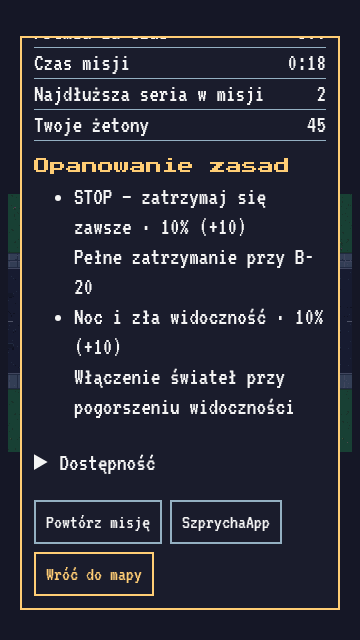 Czas misji 0:18
Najdłuższa seria w misji 2
Twoje żetony 45
Opanowanie zasad
• STOP – zatrzymaj się
zawsze · 10% (+10)
Pełne zatrzymanie przy B-
20
• Noc i zła widoczność · 10%
(+10)
Włączenie świateł przy
pogorszeniu widoczności
▶ Dostępność
Powtórz misję SzprychaApp
Wróć do mapy